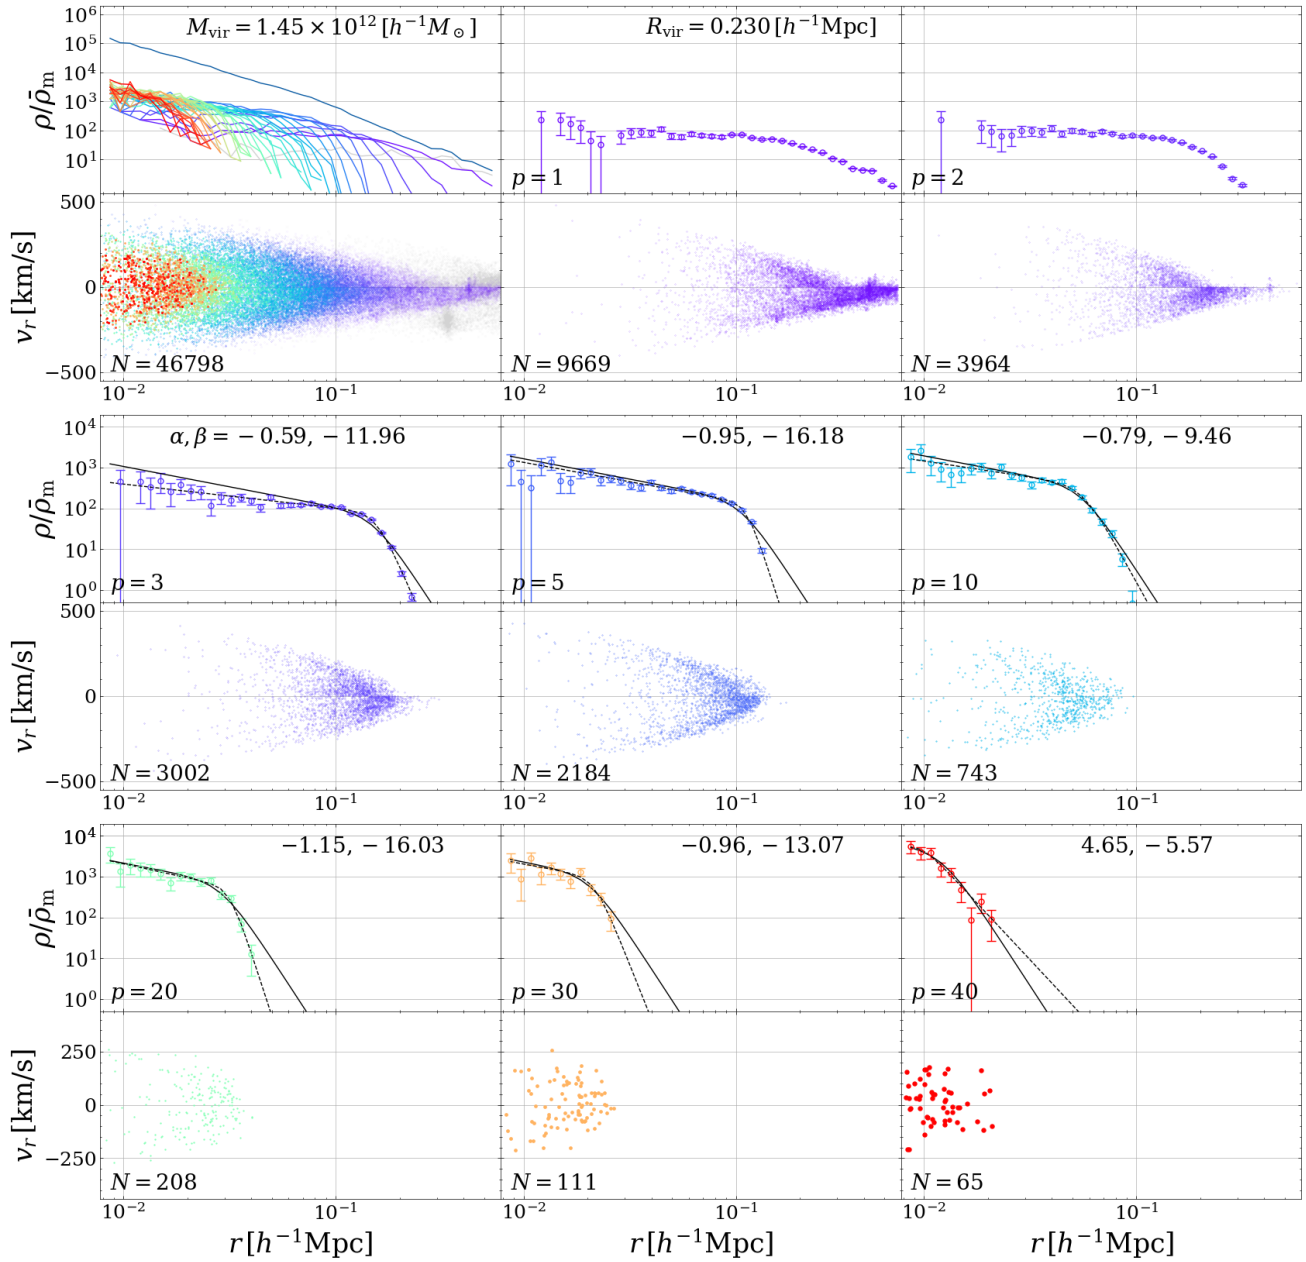 M_vir = 1.45 × 10^12 [h^−1 M_⊙]
R_vir = 0.230 [h^−1 Mpc]
10^6
10^5
10^4
10^3
10^2
10^1
ρ/ρ̄_m
p = 1
p = 2
500
0
−500
v_r [km/s]
N = 46798
N = 9669
N = 3964
10^−2 10^−1 10^−2 10^−1 10^−2 10^−1
α, β = −0.59, −11.96
−0.95, −16.18
−0.79, −9.46
10^4
10^3
10^2
10^1
10^0
ρ/ρ̄_m
p = 3
p = 5
p = 10
500
0
−500
v_r [km/s]
N = 3002
N = 2184
N = 743
10^−2 10^−1 10^−2 10^−1 10^−2 10^−1
−1.15, −16.03
−0.96, −13.07
4.65, −5.57
10^4
10^3
10^2
10^1
10^0
ρ/ρ̄_m
p = 20
p = 30
p = 40
250
0
−250
v_r [km/s]
N = 208
N = 111
N = 65
10^−2 10^−1 10^−2 10^−1 10^−2 10^−1
r [h^−1 Mpc]
r [h^−1 Mpc]
r [h^−1 Mpc]